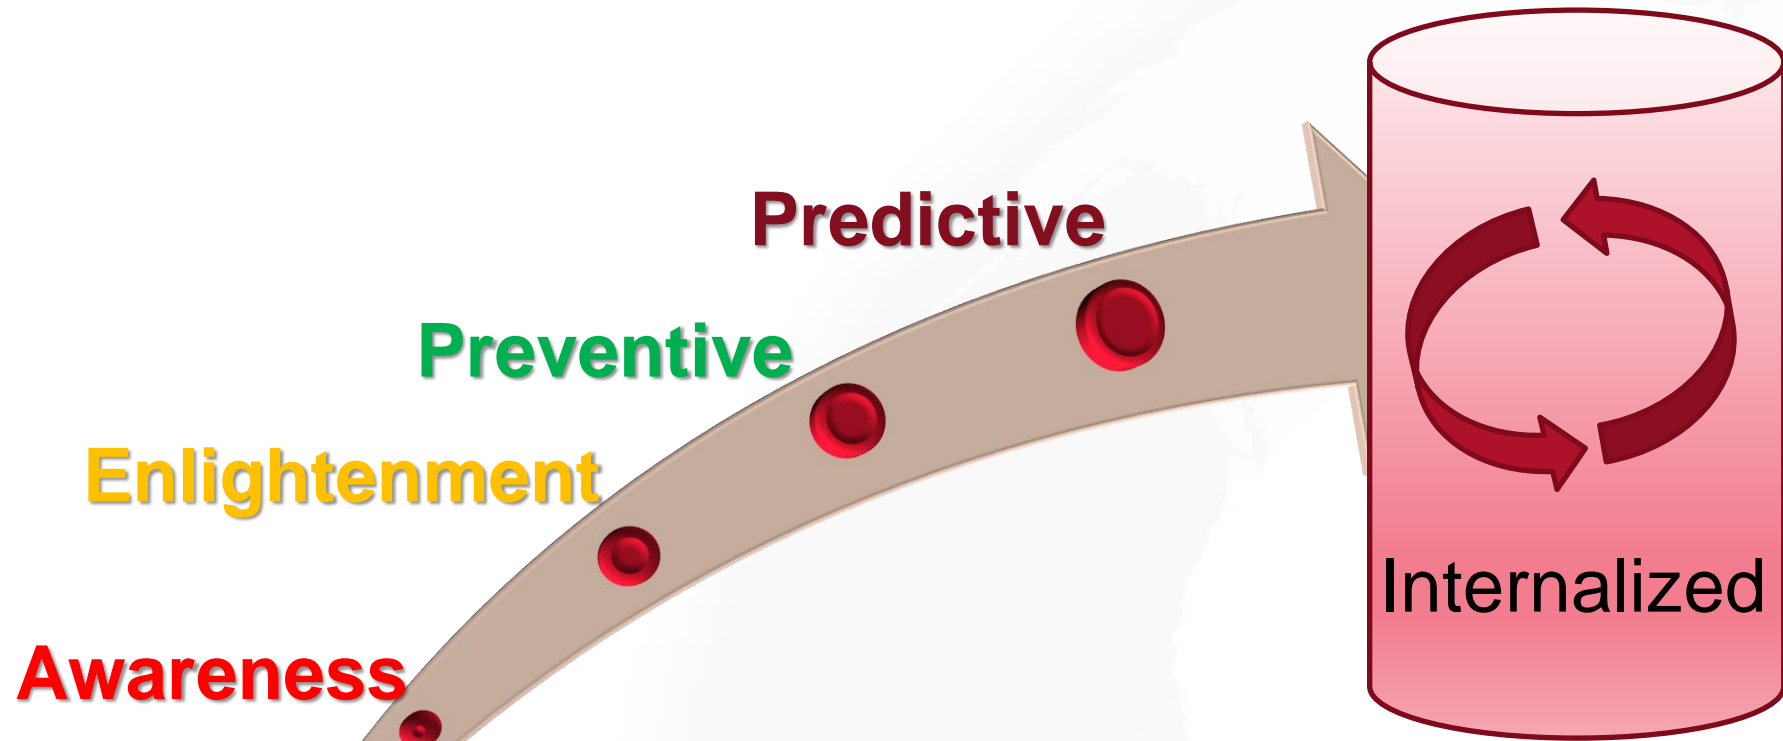 Predictive
Preventive
Enlightenment
Internalized
Awareness